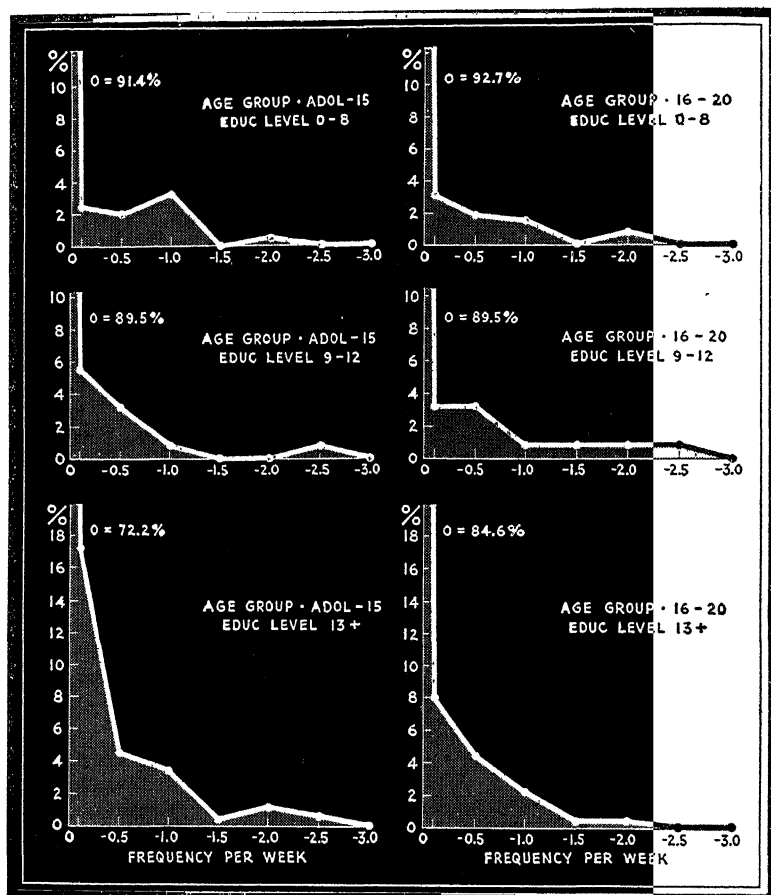 %
0 = 91.4%
AGE GROUP · ADOL-15
EDUC LEVEL 0-8
10
8
6
4
2
0
0 -0.5 -1.0 -1.5 -2.0 -2.5 -3.0
%
0 = 92.7%
AGE GROUP · 16-20
EDUC LEVEL 0-8
10
8
6
4
2
0
0 -0.5 -1.0 -1.5 -2.0 -2.5 -3.0
10
0 = 89.5%
AGE GROUP · ADOL-15
EDUC LEVEL 9-12
8
6
4
2
0
0 -0.5 -1.0 -1.5 -2.0 -2.5 -3.0
10
0 = 89.5%
AGE GROUP · 16-20
EDUC LEVEL 9-12
8
6
4
2
0
0 -0.5 -1.0 -1.5 -2.0 -2.5 -3.0
%
0 = 72.2%
18
16
AGE GROUP · ADOL-15
EDUC LEVEL 13+
14
12
10
8
6
4
2
0
0 -0.5 -1.0 -1.5 -2.0 -2.5 -3.0
FREQUENCY PER WEEK
%
0 = 84.6%
18
16
AGE GROUP · 16-20
EDUC LEVEL 13+
14
12
10
8
6
4
2
0
0 -0.5 -1.0 -1.5 -2.0 -2.5 -3.0
FREQUENCY PER WEEK